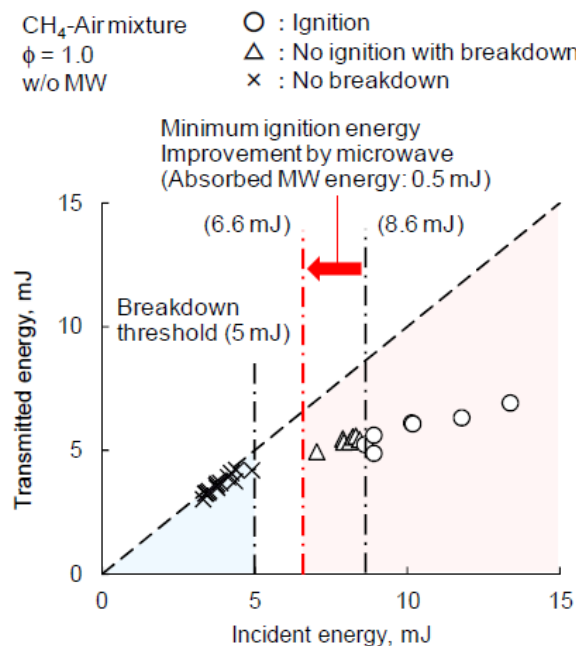 CH₄-Air mixture
ϕ = 1.0
w/o MW
○ : Ignition
△ : No ignition with breakdown
× : No breakdown
Minimum ignition energy
Improvement by microwave
(Absorbed MW energy: 0.5 mJ)
(6.6 mJ)
(8.6 mJ)
Breakdown
threshold (5 mJ)
Transmitted energy, mJ
15
10
5
0
0
5
10
15
Incident energy, mJ